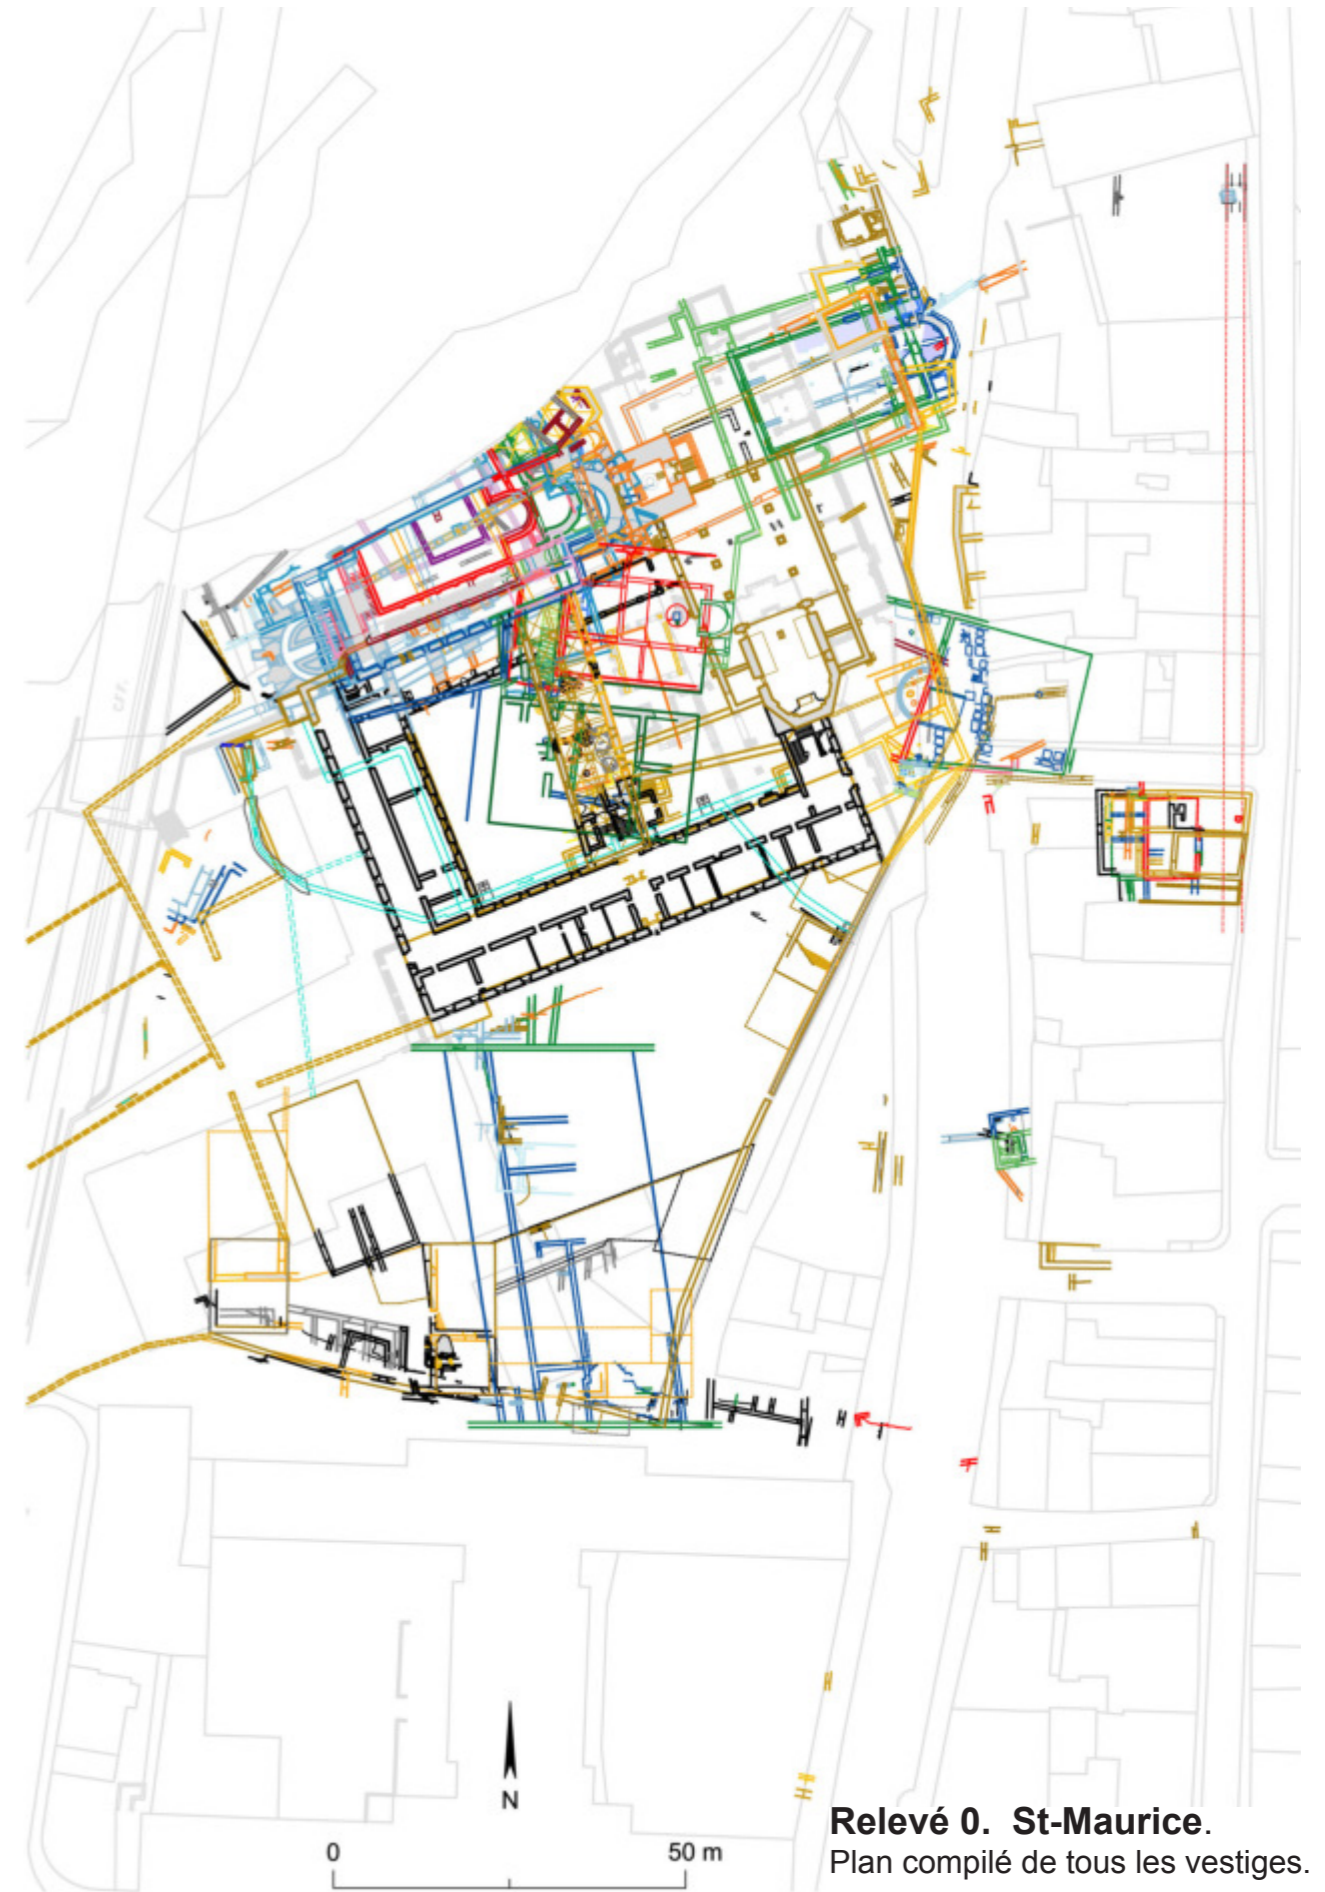 C.F.F.
N
0 50 m
Relevé 0. St-Maurice.
Plan compilé de tous les vestiges.